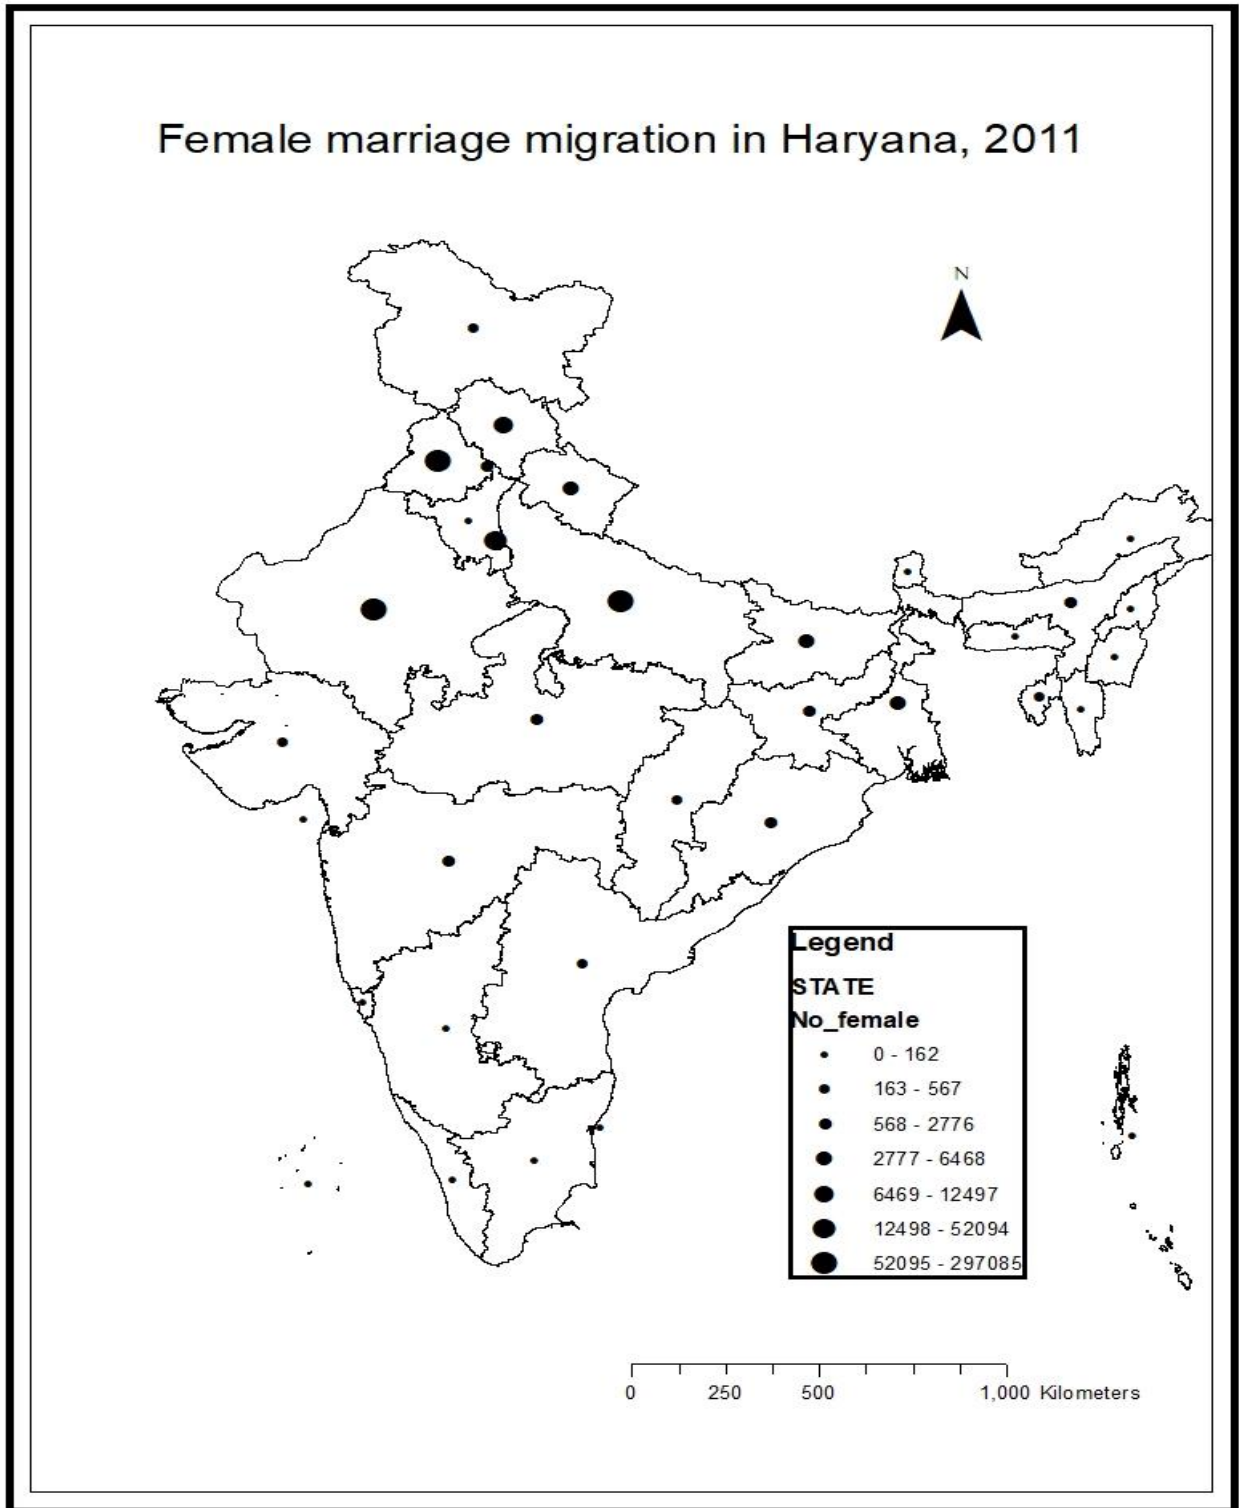 Female marriage migration in Haryana, 2011
N
Legend
STATE
No_female
0 - 162
163 - 567
568 - 2776
2777 - 6468
6469 - 12497
12498 - 52094
52095 - 297085
0 250 500 1,000 Kilometers